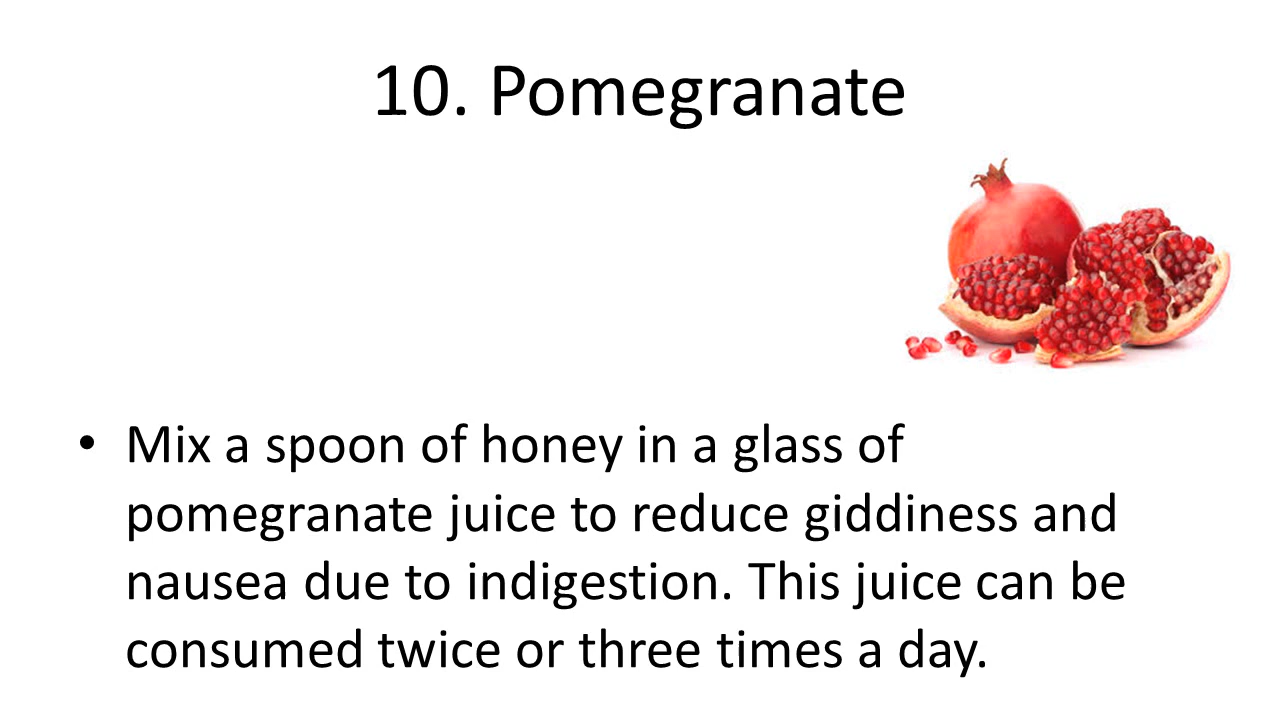 10. Pomegranate
• Mix a spoon of honey in a glass of
pomegranate juice to reduce giddiness and
nausea due to indigestion. This juice can be
consumed twice or three times a day.